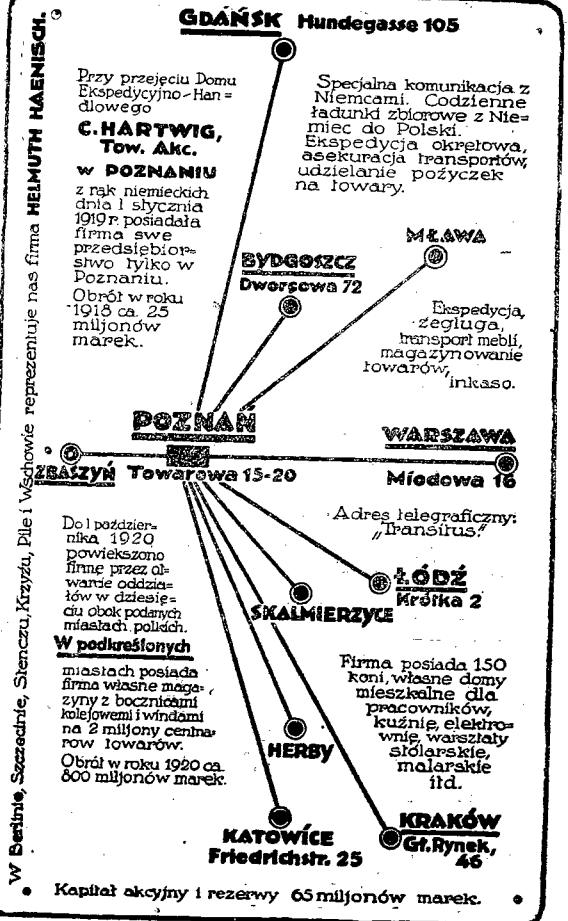 GDAŃSK Hundegasse 105
Przy przejęciu Domu
Ekspedycyjno-Han=
dlowego
C. HARTWIG,
Tow. Akc.
w POZNANIU
z rąk niemieckich
dnia 1 stycznia
1919 r. posiadała
firma swe
przedsiębior=
stwo tylko w
Poznaniu.
Obrót w roku
1918 ca. 25
miljonów
marek.
Specjalna komunikacja z
Niemcami. Codzienne
ładunki zbiorowe z Nie=
miec do Polski.
Ekspedycja okrętowa,
asekuracja transportów,
udzielanie pożyczek
na towary.
MŁAWA
BYDGOSZCZ
Dworcowa 72
Ekspedycja,
żegluga,
transport mebli,
magazynowanie
towarów,
inkaso.
POZNAŃ
Towarowa 15-20
ZBĄSZYŃ
WARSZAWA
Miodowa 16
Adres telegraficzny:
„Transitus."
Do 1 paździer=
nika 1920
powiekszono
firmę przez ot=
warcie oddzia=
łów w dziesię=
ciu obok podanych
miastach polkich.
W podkreślonych
miastach posiada
firma własne maga=
zyny z bocznicami
kolejowemi i windami
na 2 miljony centna=
row towarów.
Obrót w roku 1920 ca.
800 miljonów marek.
ŁÓDŹ
Krótka 2
SKALMIERZYCE
Firma posiada 150
koni, własne domy
mieszkalne dla
pracowników,
kuźnię, elektro=
wnię, warsztaty
stolarskie,
malarskie
itd.
HERBY
KATOWICE
Friedrichstr. 25
KRAKÓW
Gł. Rynek,
46
Kapitał akcyjny i rezerwy 65 miljonów marek.
W Berlinie, Szczecinie, Stenczu, Krzyżu, Pile i Wschowie reprezentuje nas firma HELMUTH HAENISCH.